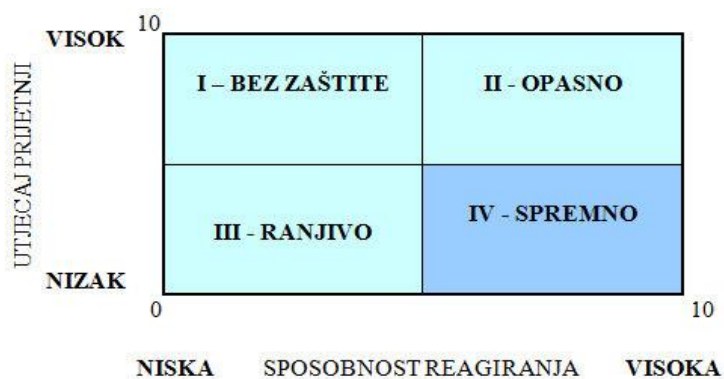 10
VISOK
I – BEZ ZAŠTITE
II - OPASNO
UTJECAJ PRIJETNJI
III - RANJIVO
IV - SPREMNO
NIZAK
0
10
NISKA SPOSOBNOST REAGIRANJA VISOKA